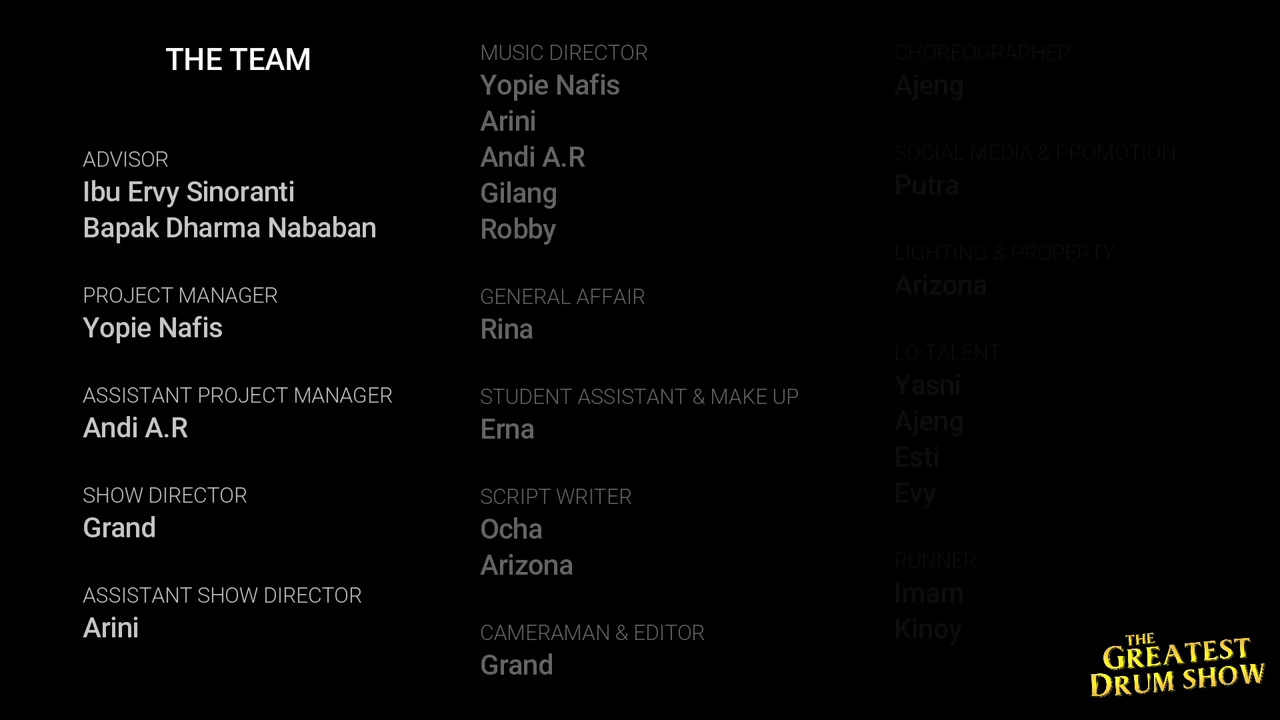 THE TEAM
ADVISOR
Ibu Ervy Sinoranti
Bapak Dharma Nababan
PROJECT MANAGER
Yopie Nafis
ASSISTANT PROJECT MANAGER
Andi A.R
SHOW DIRECTOR
Grand
ASSISTANT SHOW DIRECTOR
Arini
MUSIC DIRECTOR
Yopie Nafis
Arini
Andi A.R
Gilang
Robby
GENERAL AFFAIR
Rina
STUDENT ASSISTANT & MAKE UP
Erna
SCRIPT WRITER
Ocha
Arizona
CAMERAMAN & EDITOR
Grand
CHOREOGRAPHER
Ajeng
SOCIAL MEDIA & PROMOTION
Putra
LIGHTING & PROPERTY
Arizona
LO TALENT
Yasni
Ajeng
Esti
Evy
RUNNER
Imam
Kinoy
THE
GREATEST
DRUM SHOW